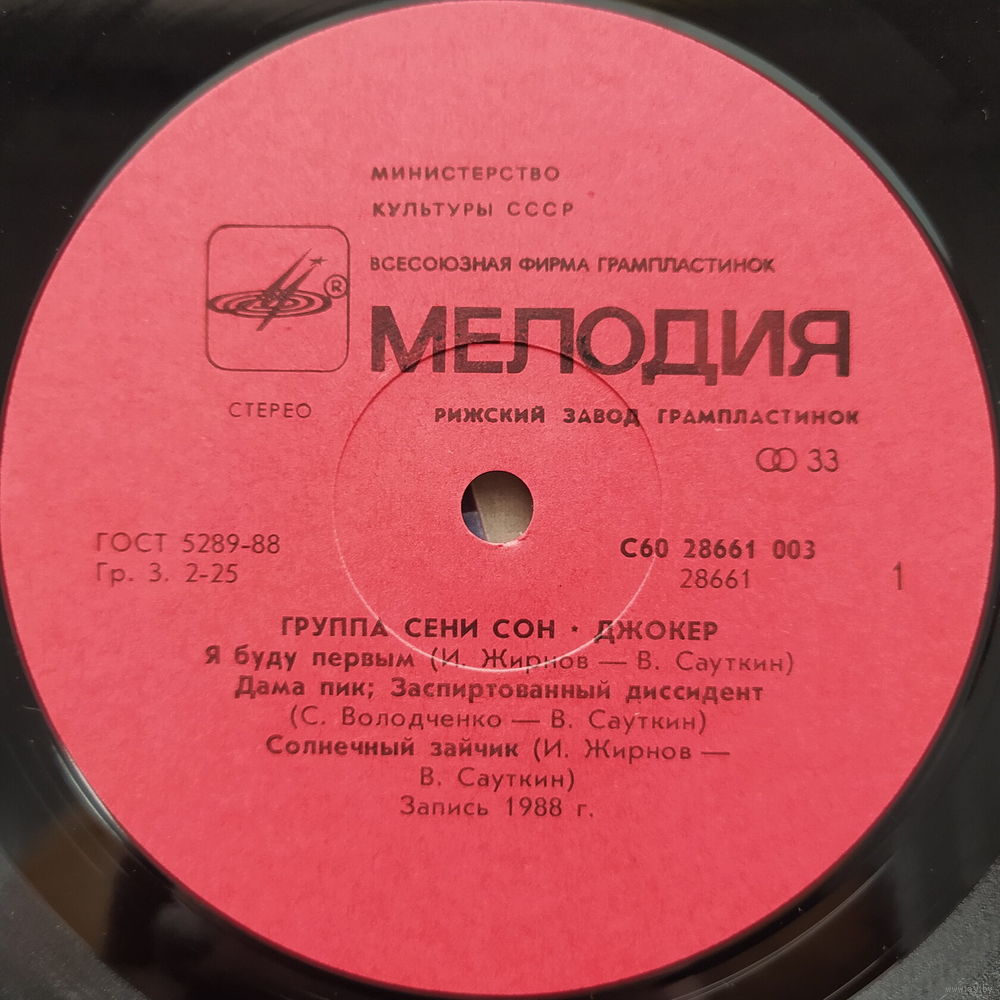 МИНИСТЕРСТВО
КУЛЬТУРЫ СССР
ВСЕСОЮЗНАЯ ФИРМА ГРАМПЛАСТИНОК
®
МЕЛОДИЯ
СТЕРЕО
РИЖСКИЙ ЗАВОД ГРАМПЛАСТИНОК
33
ГОСТ 5289-88
Гр. 3. 2-25
С60 28661 003
28661
1
ГРУППА СЕНИ СОН · ДЖОКЕР
Я буду первым (И. Жирнов — В. Сауткин)
Дама пик; Заспиртованный диссидент
(С. Володченко — В. Сауткин)
Солнечный зайчик (И. Жирнов —
В. Сауткин)
Запись 1988 г.